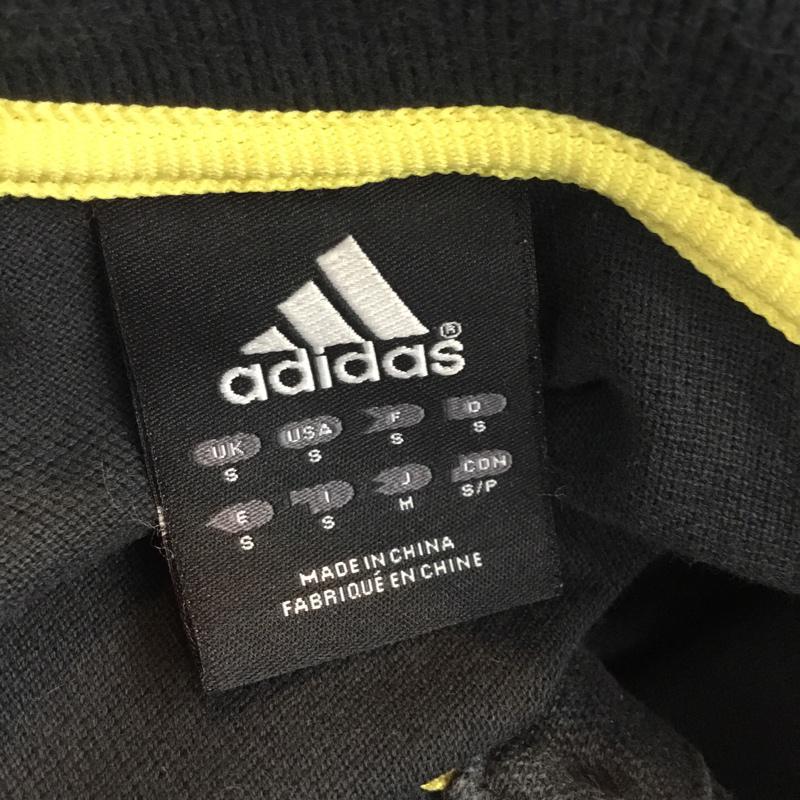 adidas®
UK USA F D
S S S S
E I J CDN
S S M S/P
MADE IN CHINA
FABRIQUÉ EN CHINE